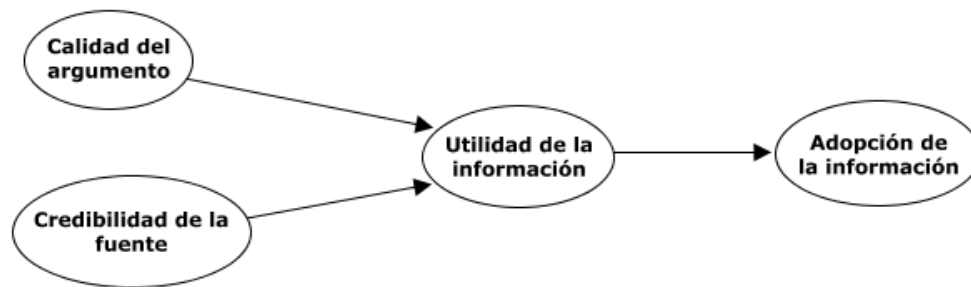 Calidad del
argumento
Credibilidad de la
fuente
Utilidad de la
información
Adopción de
la información